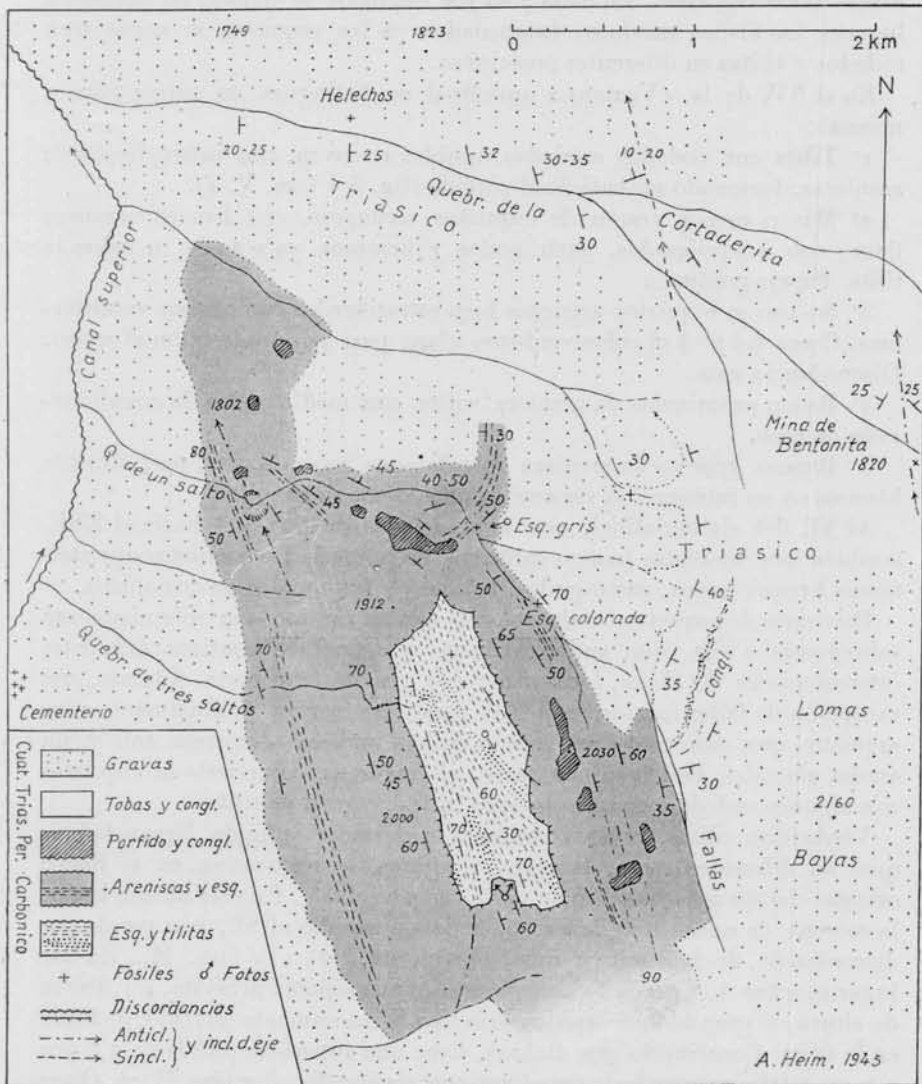 1749 1823 0 1 2 km
Helechos
N
20-25 25 32 30-35 10-20
Quebr. de la Cortaderita
Triasico
30
Canal superior
25 25
Mina de
Bentonita
1820
1802
80
Q. de un salto
45 45 40-50 30
50 50
30
Esq. gris
Triásico
50 70
Esq. colorada
40
1912
65 50
35
congl.
70 70
Quebr. de tres saltos
Cementerio
Lomas
50
45
60
2030 60
30
2000
60 70 30
35
2160
Bayas
Fallas
70
60
90
Cuat. Trias. Per. Carbonico
Gravas
Tobas y congl.
Porfido y congl.
Areniscas y esq.
Esq. y tilitas
+ Fósiles Fotos
Discordancias
Anticl. } y incl. d. eje
Sincl.
A. Heim, 1945